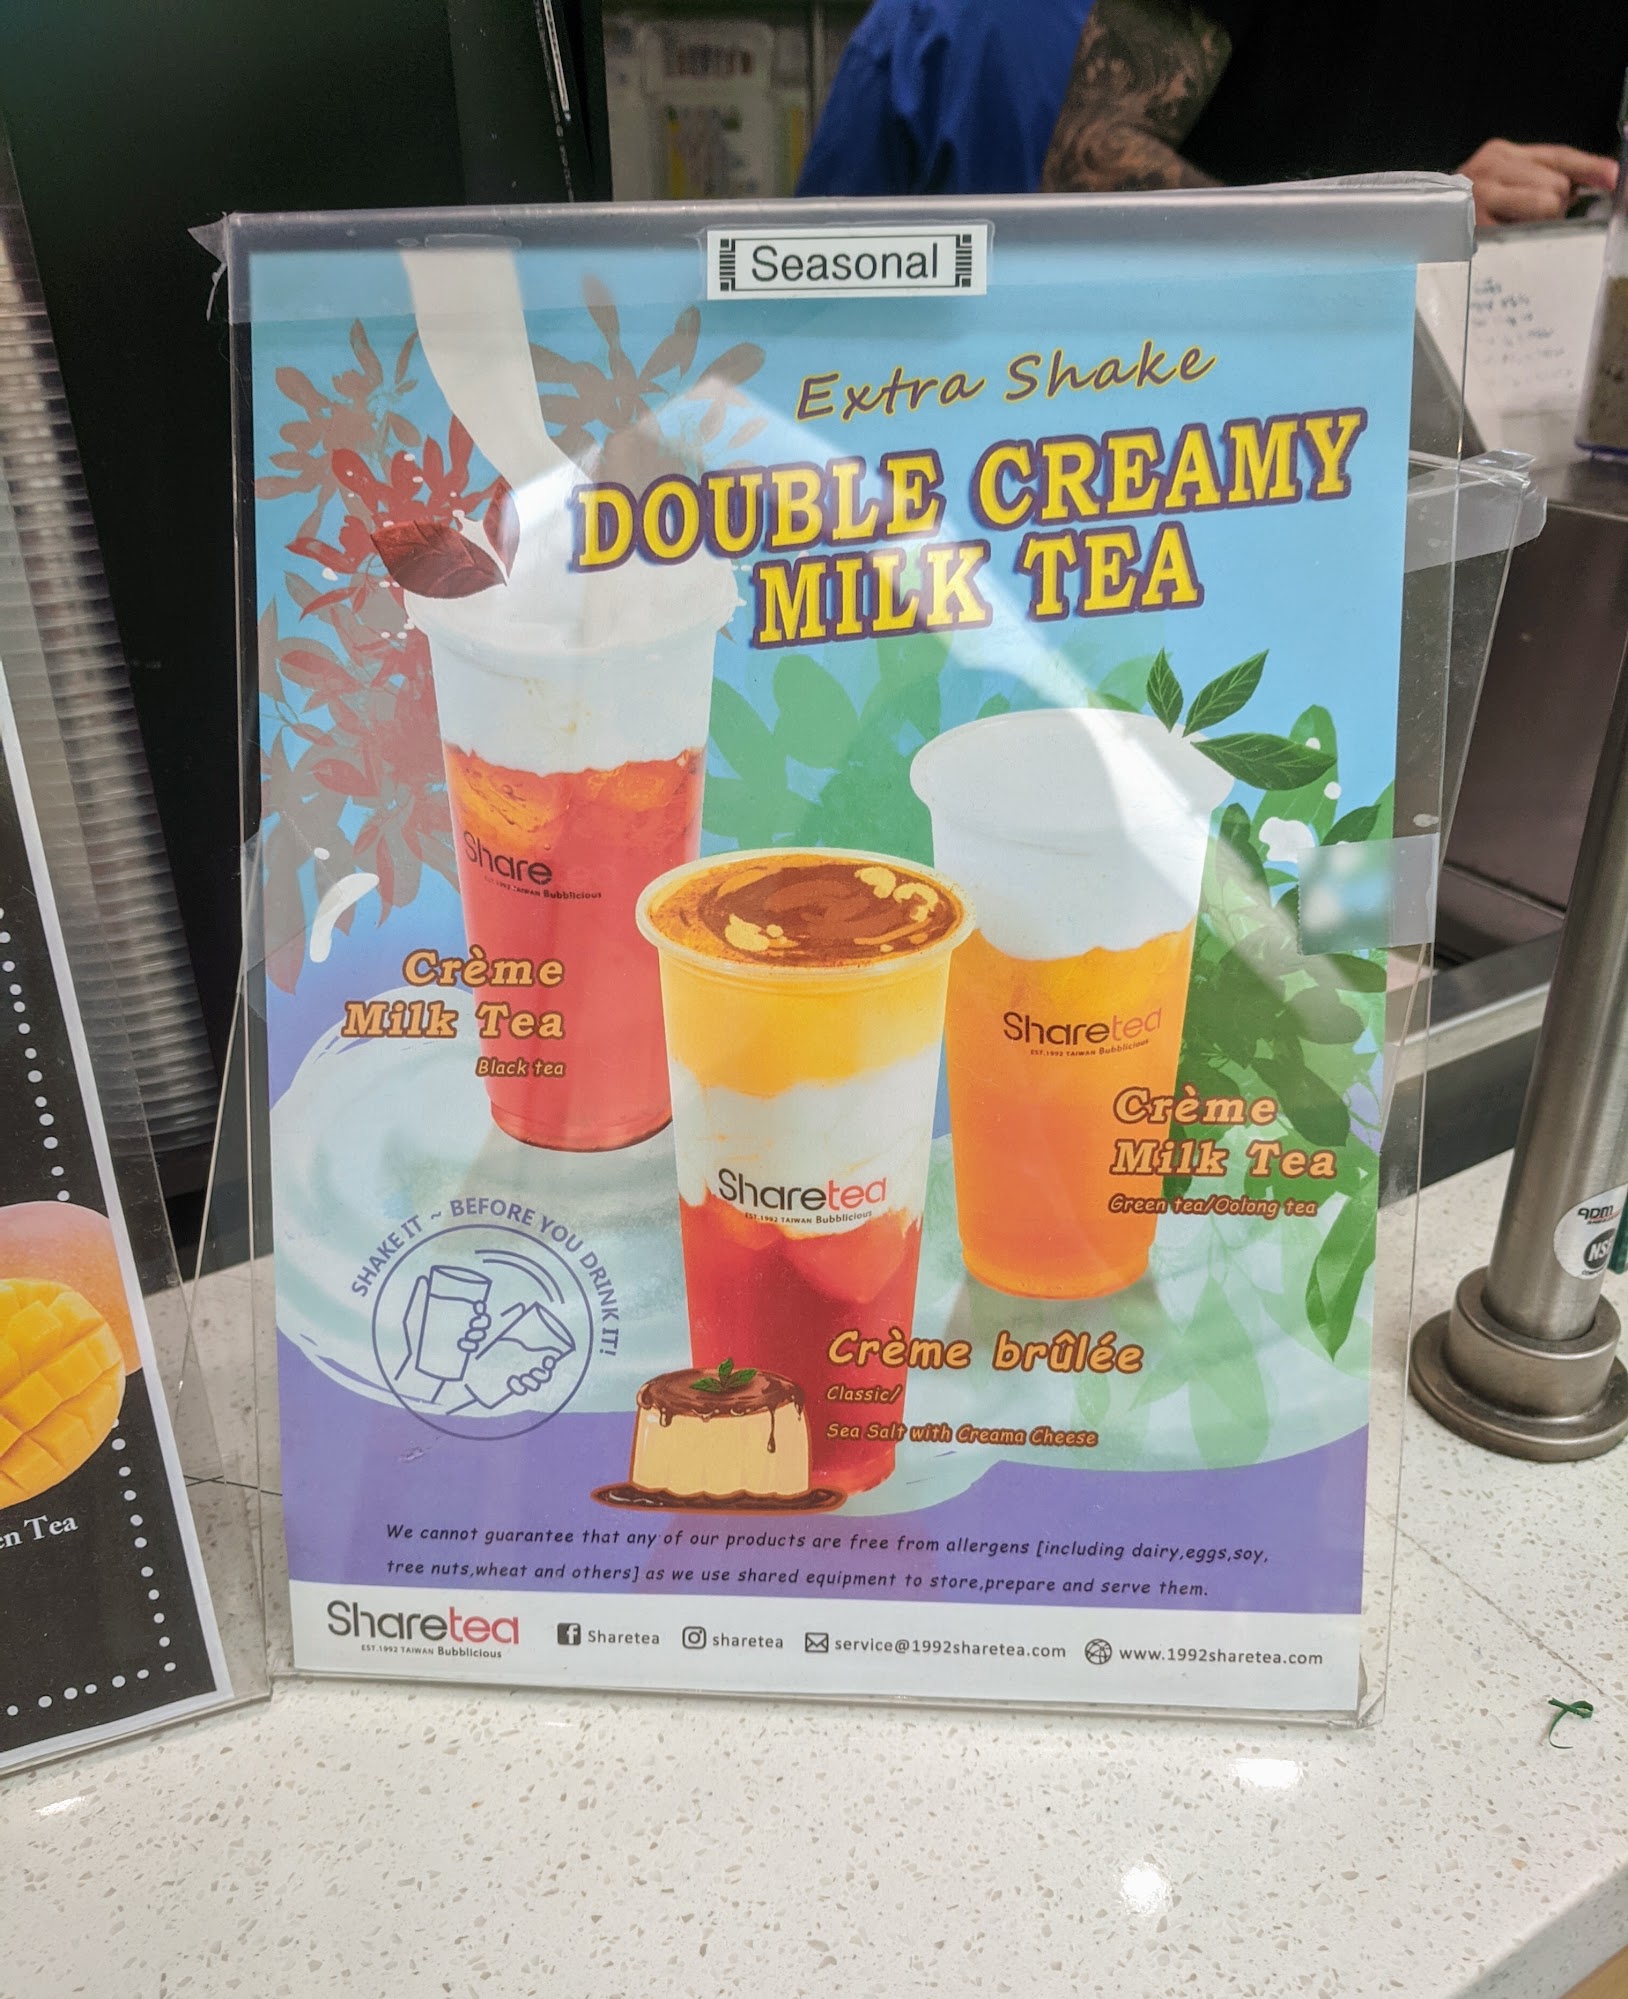 Seasonal
Extra Shake
DOUBLE CREAMY
MILK TEA
Share
EST.1992 TAIWAN Bubblicious
Crème
Milk Tea
Black tea
Sharetea
EST.1992 TAIWAN Bubblicious
Crème
Milk Tea
Green tea/Oolong tea
Sharetea
EST.1992 TAIWAN Bubblicious
SHAKE IT ~ BEFORE YOU DRINK IT!
Crème brûlée
Classic/
Sea Salt with Creama Cheese
We cannot guarantee that any of our products are free from allergens [including dairy,eggs,soy,
tree nuts,wheat and others] as we use shared equipment to store,prepare and serve them.
Sharetea
EST.1992 TAIWAN Bubblicious
Sharetea
sharetea
service@1992sharetea.com
www.1992sharetea.com
en Tea